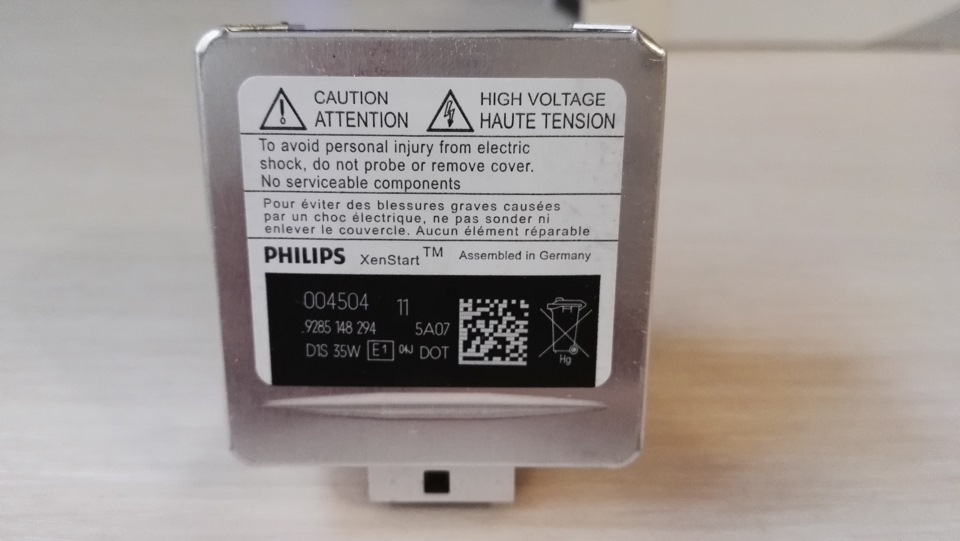 CAUTION
ATTENTION
HIGH VOLTAGE
HAUTE TENSION
To avoid personal injury from electric
shock, do not probe or remove cover.
No serviceable components
Pour éviter des blessures graves causées
par un choc électrique, ne pas sonder ni
enlever le couvercle. Aucun élément réparable
PHILIPS XenStart™ Assembled in Germany
004504 11
9285 148 294 5A07
D1S 35W E1 04J DOT
Hg